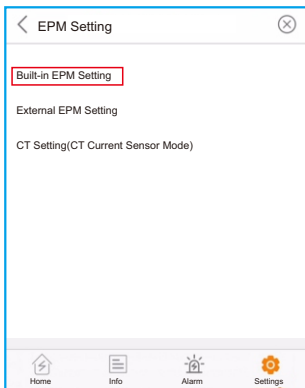 EPM Setting
Built-in EPM Setting
External EPM Setting
CT Setting(CT Current Sensor Mode)
Home Info Alarm Settings